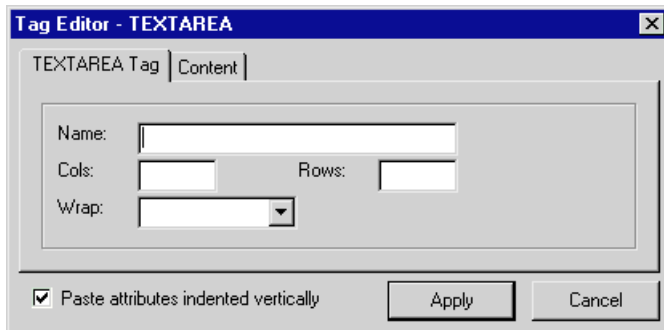 Tag Editor - TEXTAREA
TEXTAREA Tag Content
Name:
Cols: Rows:
Wrap:
Paste attributes indented vertically Apply Cancel